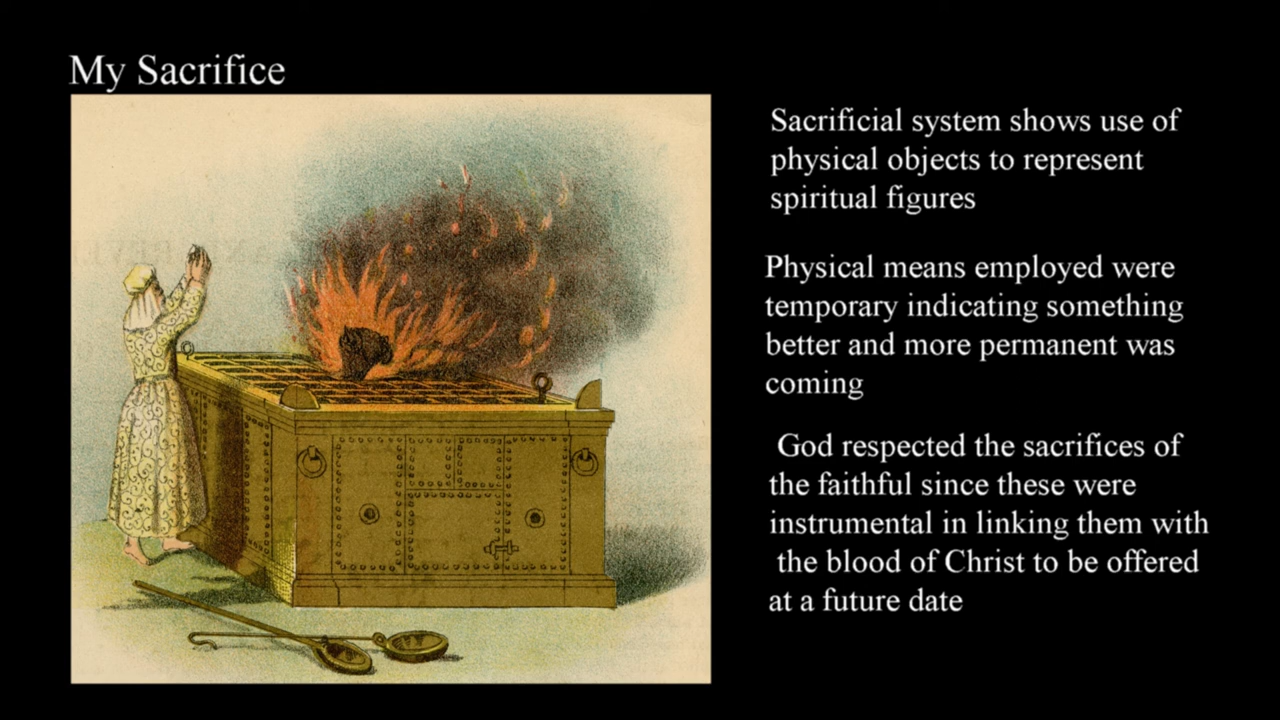 My Sacrifice
Sacrificial system shows use of
physical objects to represent
spiritual figures
Physical means employed were
temporary indicating something
better and more permanent was
coming
God respected the sacrifices of
the faithful since these were
instrumental in linking them with
the blood of Christ to be offered
at a future date